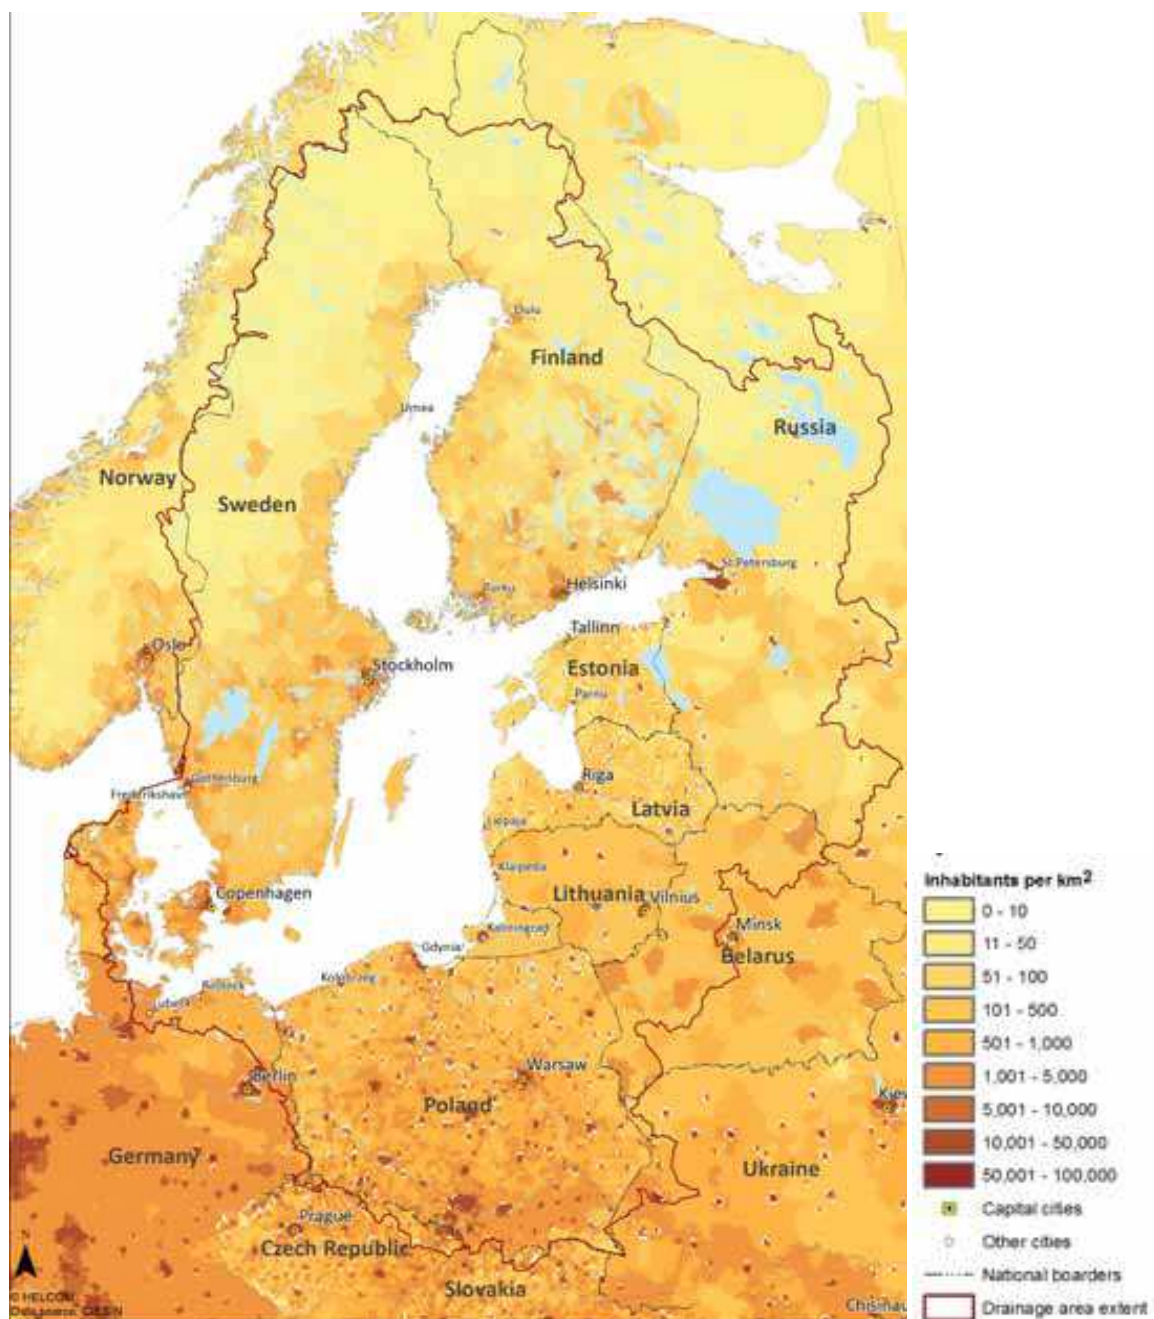 Oulu
Finland
Umea
Russia
Norway
Sweden
St Petersburg
Turku
Helsinki
Tallinn
Oslo
Stockholm
Estonia
Parnu
Riga
Gothenburg
Frederikshavn
Latvia
Liepaja
Klaipeda
Copenhagen
Lithuania
Vilnius
Minsk
Kaliningrad
Gdynia
Belarus
Kolobrzeg
Rostock
Lubeck
Warsaw
Berlin
Kiev
Poland
Germany
Ukraine
Prague
Czech Republic
Slovakia
Chisinau
N
© HELCOM
Data source: CIESIN
Inhabitants per km2
0 - 10
11 - 50
51 - 100
101 - 500
501 - 1,000
1,001 - 5,000
5,001 - 10,000
10,001 - 50,000
50,001 - 100,000
Capital cities
Other cities
National boarders
Drainage area extent